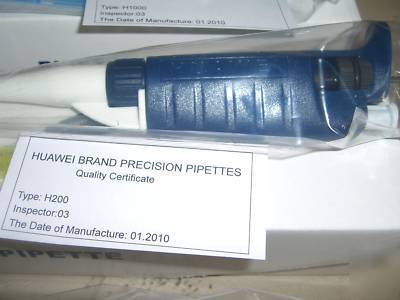 Type: H1000
Inspector:03
The Date of Manufacture: 01.2010
HUAWEI BRAND PRECISION PIPETTES
Quality Certificate
Type: H200
Inspector:03
The Date of Manufacture: 01.2010
PIPETTE